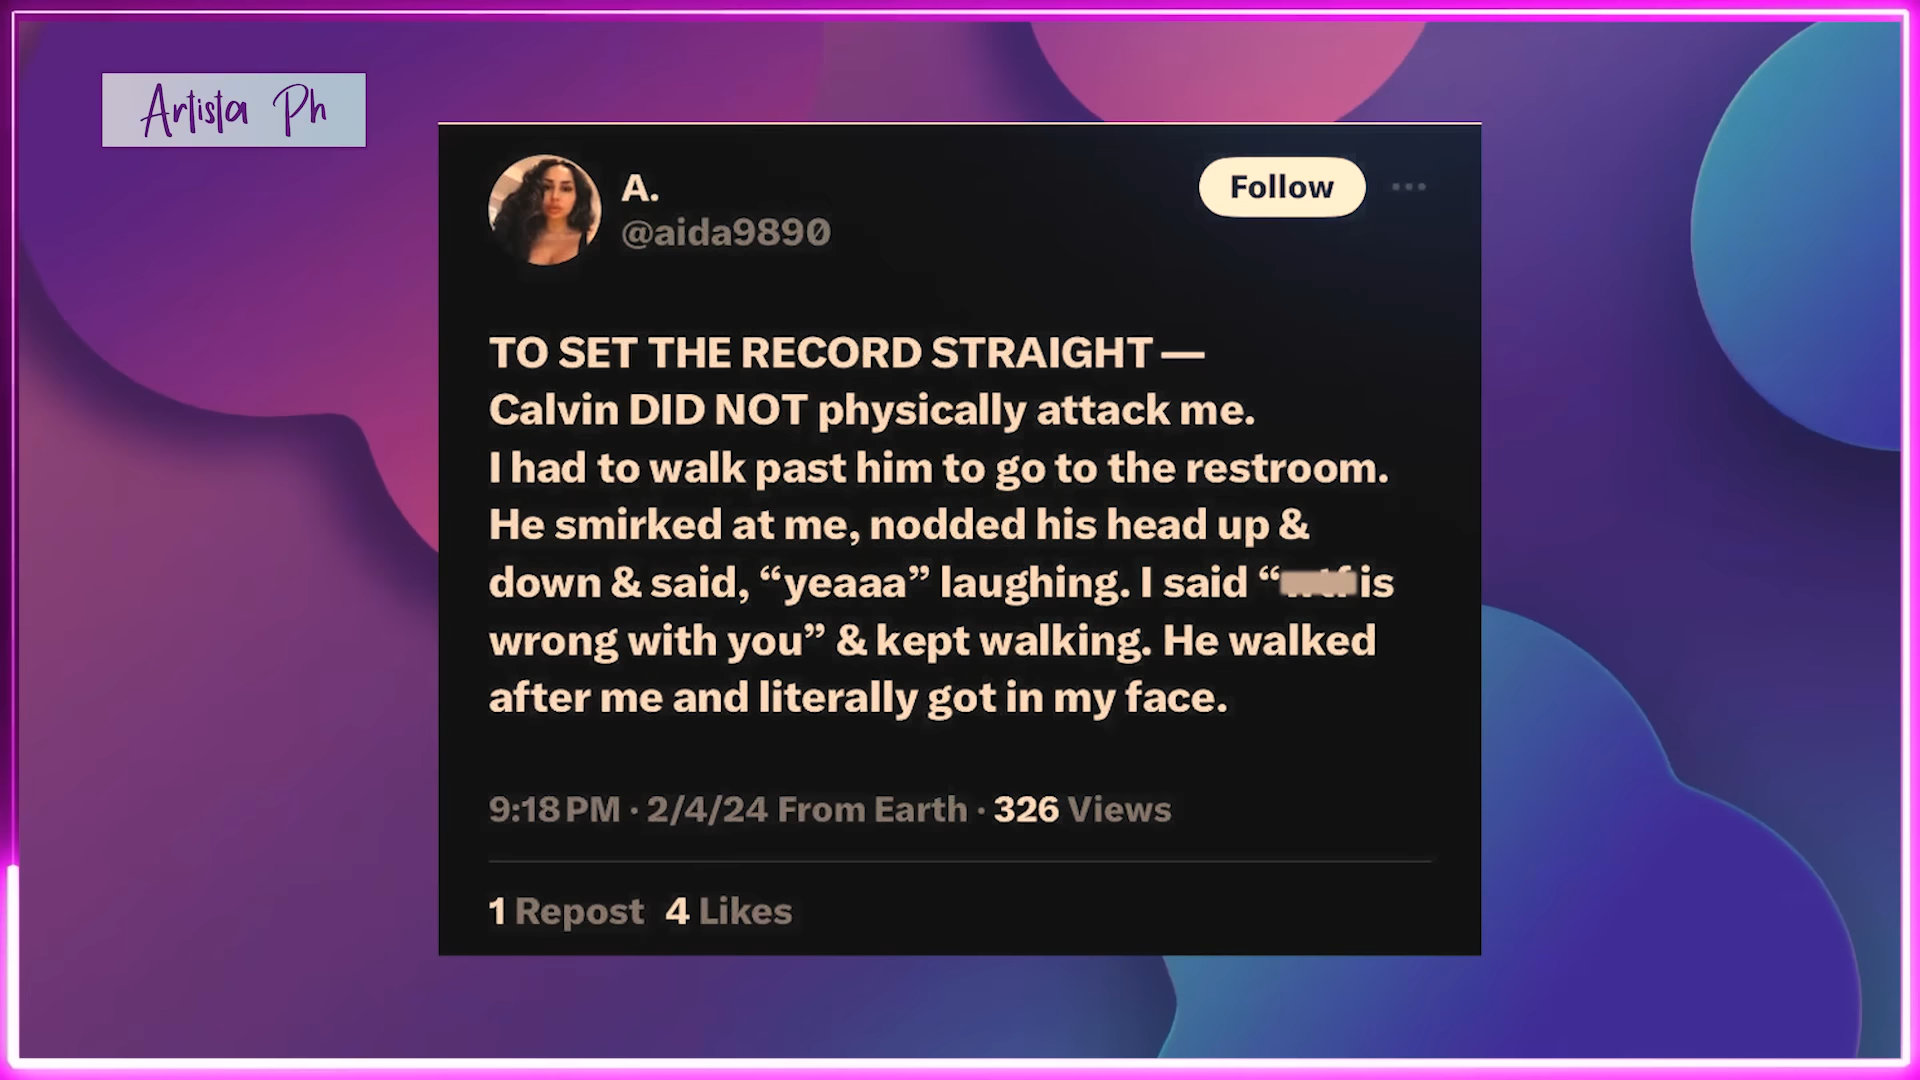 Artista Ph
A.
@aida9890
Follow
TO SET THE RECORD STRAIGHT —
Calvin DID NOT physically attack me.
I had to walk past him to go to the restroom.
He smirked at me, nodded his head up &
down & said, “yeaaa” laughing. I said “ is
wrong with you” & kept walking. He walked
after me and literally got in my face.
9:18 PM · 2/4/24 From Earth · 326 Views
1 Repost 4 Likes